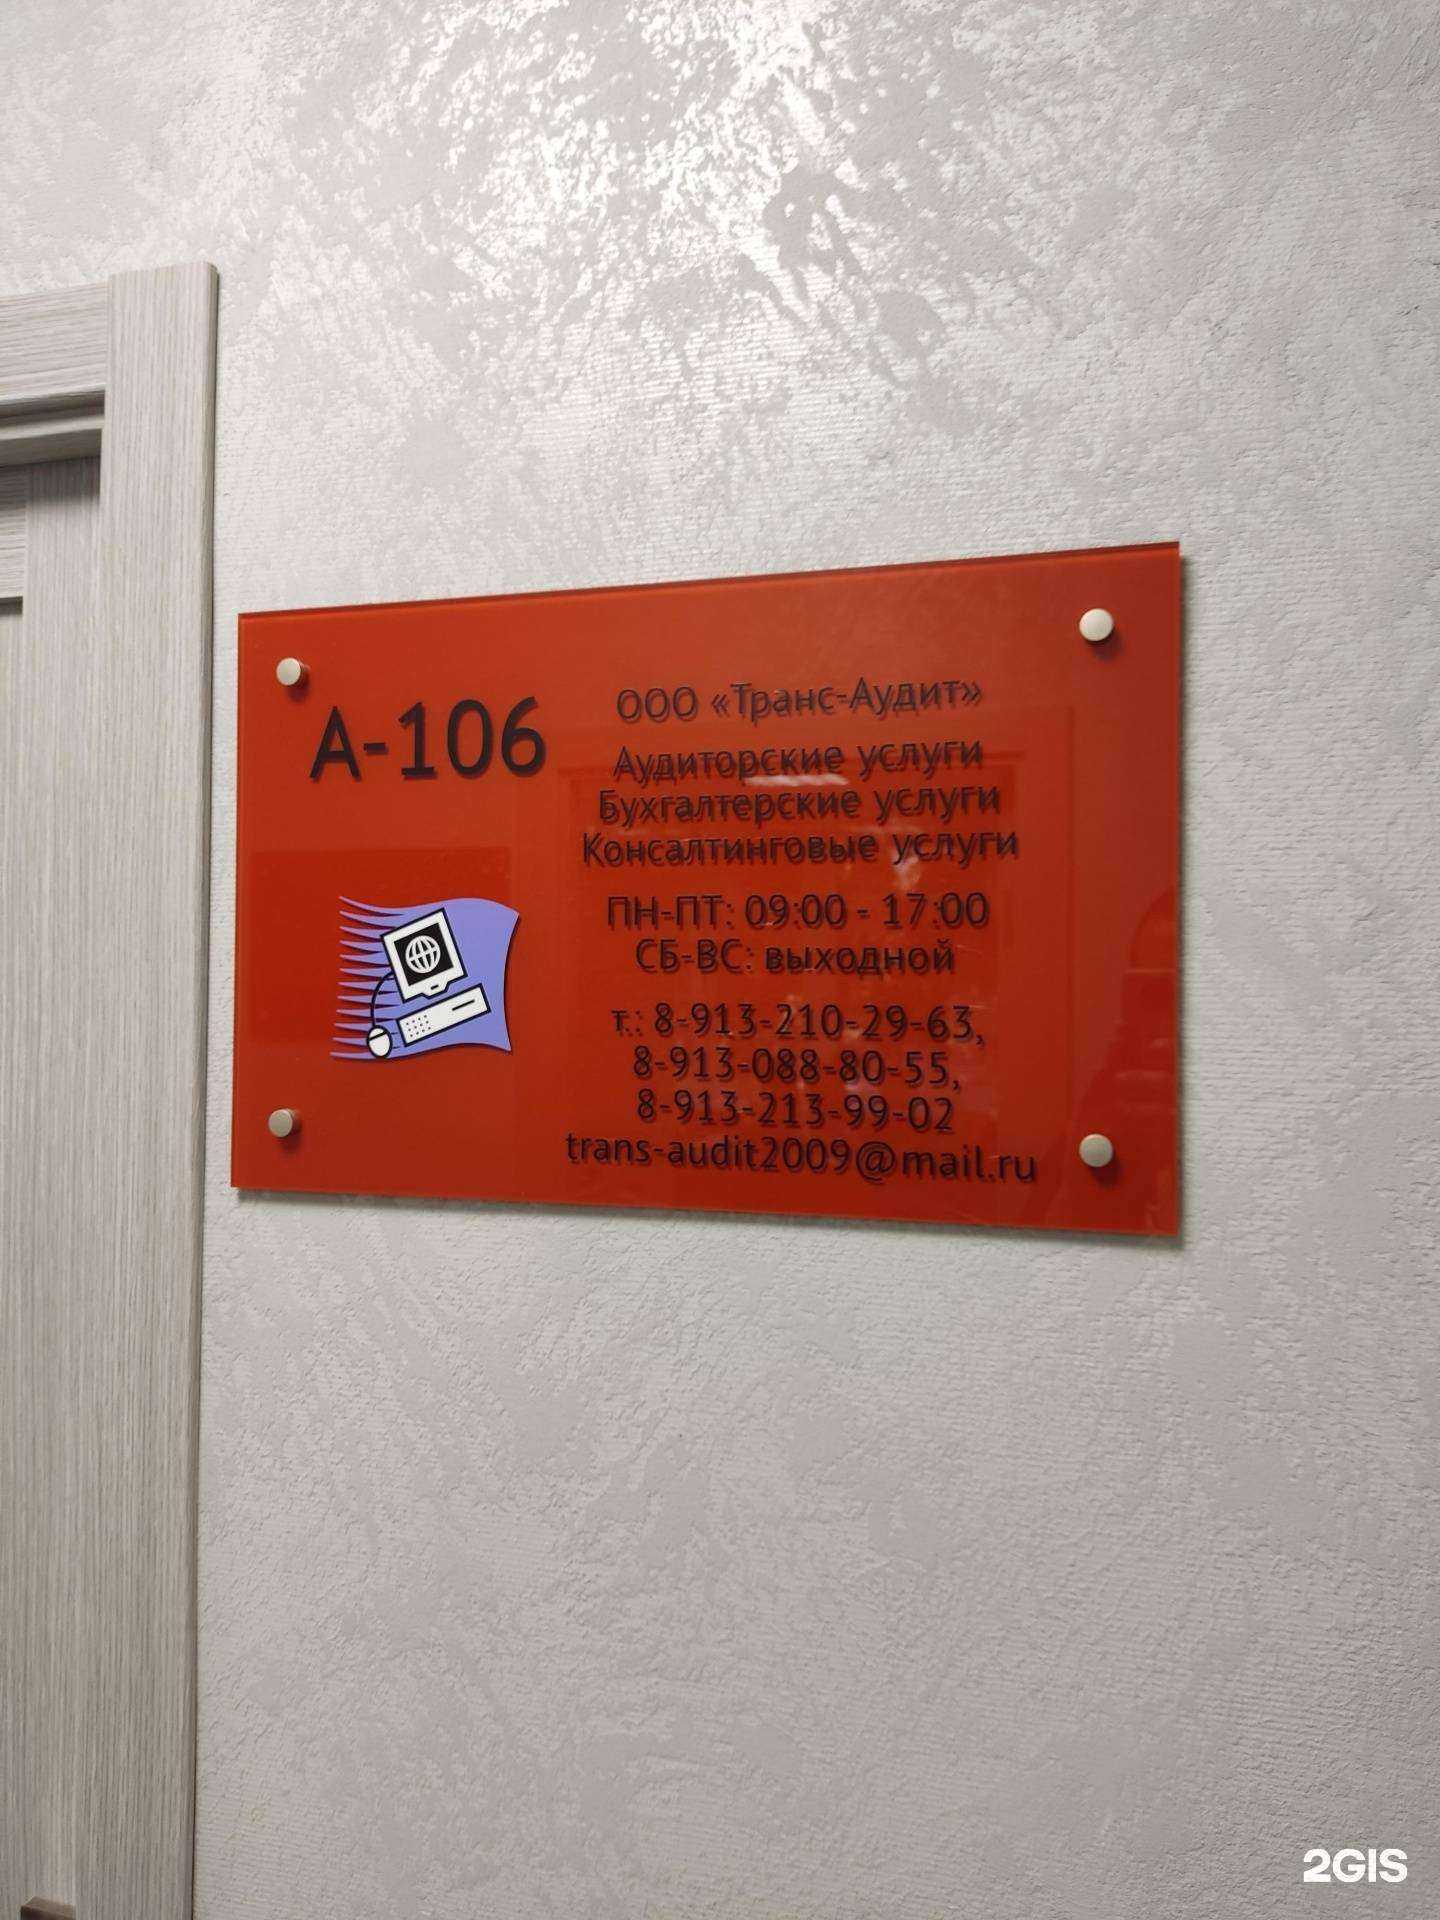 А-106
ООО «Транс-Аудит»
Аудиторские услуги
Бухгалтерские услуги
Консалтинговые услуги
ПН-ПТ: 09:00 - 17:00
СБ-ВС: выходной
т.: 8-913-210-29-63,
8-913-088-80-55,
8-913-213-99-02
trans-audit2009@mail.ru
2GIS